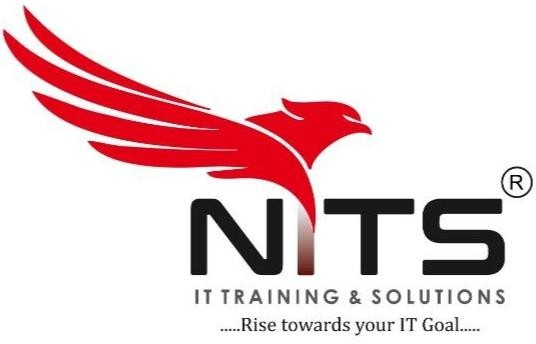 NITS ®
IT TRAINING & SOLUTIONS
.....Rise towards your IT Goal.....